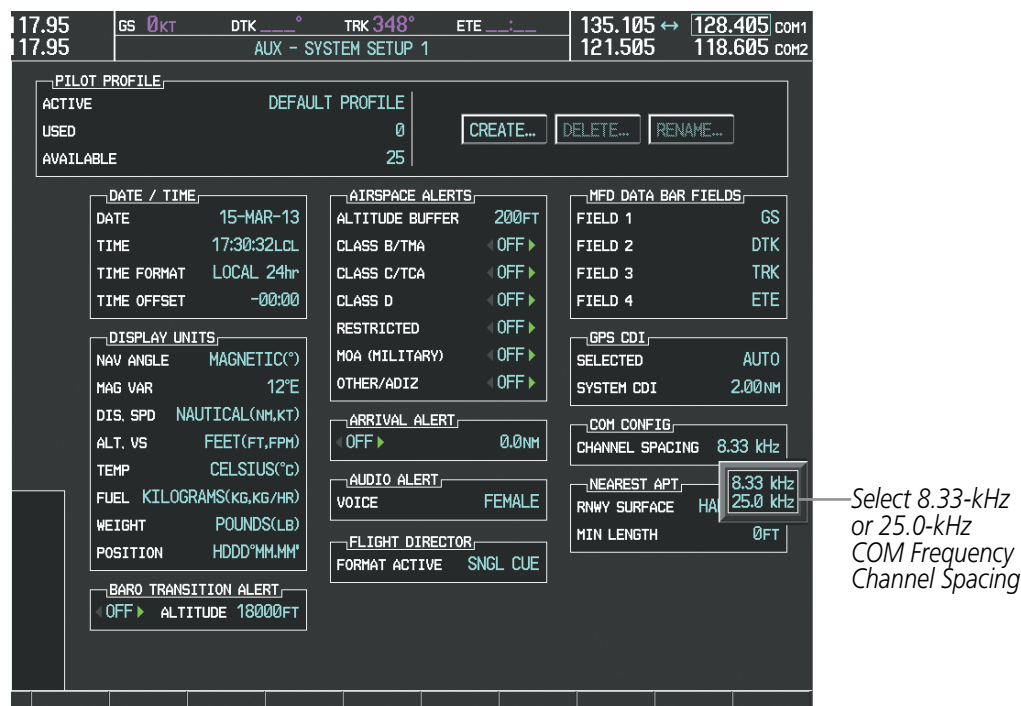 17.95 GS 0KT DTK ___° TRK 348° ETE __:__ 135.105 ↔ 128.405 COM1
17.95 AUX – SYSTEM SETUP 1 121.505 118.605 COM2
PILOT PROFILE
ACTIVE DEFAULT PROFILE
USED 0
AVAILABLE 25
CREATE... DELETE... RENAME...
DATE / TIME
DATE 15-MAR-13
TIME 17:30:32LCL
TIME FORMAT LOCAL 24hr
TIME OFFSET -00:00
DISPLAY UNITS
NAV ANGLE MAGNETIC(°)
MAG VAR 12°E
DIS, SPD NAUTICAL(NM,KT)
ALT, VS FEET(FT,FPM)
TEMP CELSIUS(°C)
FUEL KILOGRAMS(KG,KG/HR)
WEIGHT POUNDS(LB)
POSITION HDDD°MM.MM'
BARO TRANSITION ALERT
OFF ALTITUDE 18000FT
AIRSPACE ALERTS
ALTITUDE BUFFER 200FT
CLASS B/TMA OFF
CLASS C/TCA OFF
CLASS D OFF
RESTRICTED OFF
MOA (MILITARY) OFF
OTHER/ADIZ OFF
ARRIVAL ALERT
OFF 0.0NM
AUDIO ALERT
VOICE FEMALE
FLIGHT DIRECTOR
FORMAT ACTIVE SNGL CUE
MFD DATA BAR FIELDS
FIELD 1 GS
FIELD 2 DTK
FIELD 3 TRK
FIELD 4 ETE
GPS CDI
SELECTED AUTO
SYSTEM CDI 2.00NM
COM CONFIG
CHANNEL SPACING 8.33 kHz
8.33 kHz
25.0 kHz
NEAREST APT
RNWY SURFACE HA
MIN LENGTH 0FT
Select 8.33-kHz
or 25.0-kHz
COM Frequency
Channel Spacing